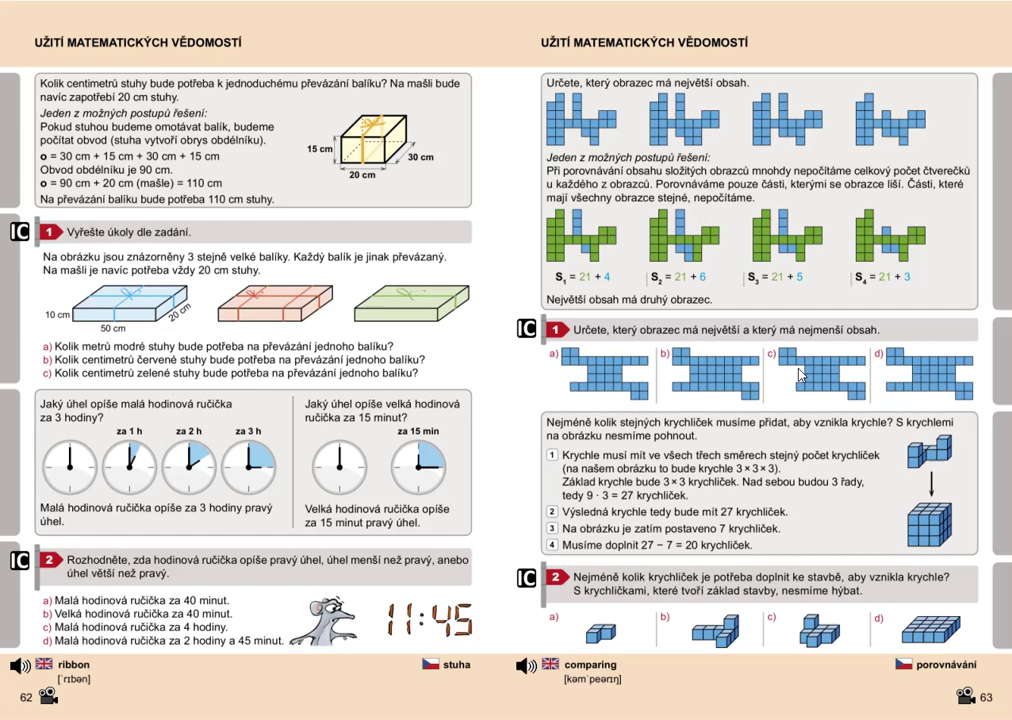 UŽITÍ MATEMATICKÝCH VĚDOMOSTÍ
Kolik centimetrů stuhy bude potřeba k jednoduchému převázání balíku? Na mašli bude
navíc zapotřebí 20 cm stuhy.
Jeden z možných postupů řešení:
Pokud stuhou budeme omotávat balík, budeme
počítat obvod (stuha vytvoří obrys obdélníku).
o = 30 cm + 15 cm + 30 cm + 15 cm
Obvod obdélníku je 90 cm.
o = 90 cm + 20 cm (mašle) = 110 cm
Na převázání balíku bude potřeba 110 cm stuhy.
15 cm
30 cm
20 cm
IC
1 Vyřešte úkoly dle zadání.
Na obrázku jsou znázorněny 3 stejně velké balíky. Každý balík je jinak převázaný.
Na mašli je navíc potřeba vždy 20 cm stuhy.
10 cm
50 cm
20 cm
a) Kolik metrů modré stuhy bude potřeba na převázání jednoho balíku?
b) Kolik centimetrů červené stuhy bude potřeba na převázání jednoho balíku?
c) Kolik centimetrů zelené stuhy bude potřeba na převázání jednoho balíku?
Jaký úhel opíše malá hodinová ručička
za 3 hodiny?
za 1 h za 2 h za 3 h
Malá hodinová ručička opíše za 3 hodiny pravý
úhel.
Jaký úhel opíše velká hodinová
ručička za 15 minut?
za 15 min
Velká hodinová ručička opíše
za 15 minut pravý úhel.
IC
2 Rozhodněte, zda hodinová ručička opíše pravý úhel, úhel menší než pravý, anebo
úhel větší než pravý.
a) Malá hodinová ručička za 40 minut.
b) Velká hodinová ručička za 40 minut.
c) Malá hodinová ručička za 4 hodiny.
d) Malá hodinová ručička za 2 hodiny a 45 minut.
11:45
ribbon
[ˈrɪbən]
stuha
62
UŽITÍ MATEMATICKÝCH VĚDOMOSTÍ
Určete, který obrazec má největší obsah.
Jeden z možných postupů řešení:
Při porovnávání obsahu složitých obrazců mnohdy nepočítáme celkový počet čtverečků
u každého z obrazců. Porovnáváme pouze části, kterými se obrazce liší. Části, které
mají všechny obrazce stejné, nepočítáme.
S1 = 21 + 4 S2 = 21 + 6 S3 = 21 + 5 S4 = 21 + 3
Největší obsah má druhý obrazec.
IC
1 Určete, který obrazec má největší a který má nejmenší obsah.
a) b) c) d)
Nejméně kolik stejných krychliček musíme přidat, aby vznikla krychle? S krychlemi
na obrázku nesmíme pohnout.
1 Krychle musí mít ve všech třech směrech stejný počet krychliček
(na našem obrázku to bude krychle 3 × 3 × 3).
Základ krychle bude 3 × 3 krychliček. Nad sebou budou 3 řady,
tedy 9 · 3 = 27 krychliček.
2 Výsledná krychle tedy bude mít 27 krychliček.
3 Na obrázku je zatím postaveno 7 krychliček.
4 Musíme doplnit 27 − 7 = 20 krychliček.
IC
2 Nejméně kolik krychliček je potřeba doplnit ke stavbě, aby vznikla krychle?
S krychličkami, které tvoří základ stavby, nesmíme hýbat.
a) b) c) d)
comparing
[kəmˈpeərɪŋ]
porovnávání
63